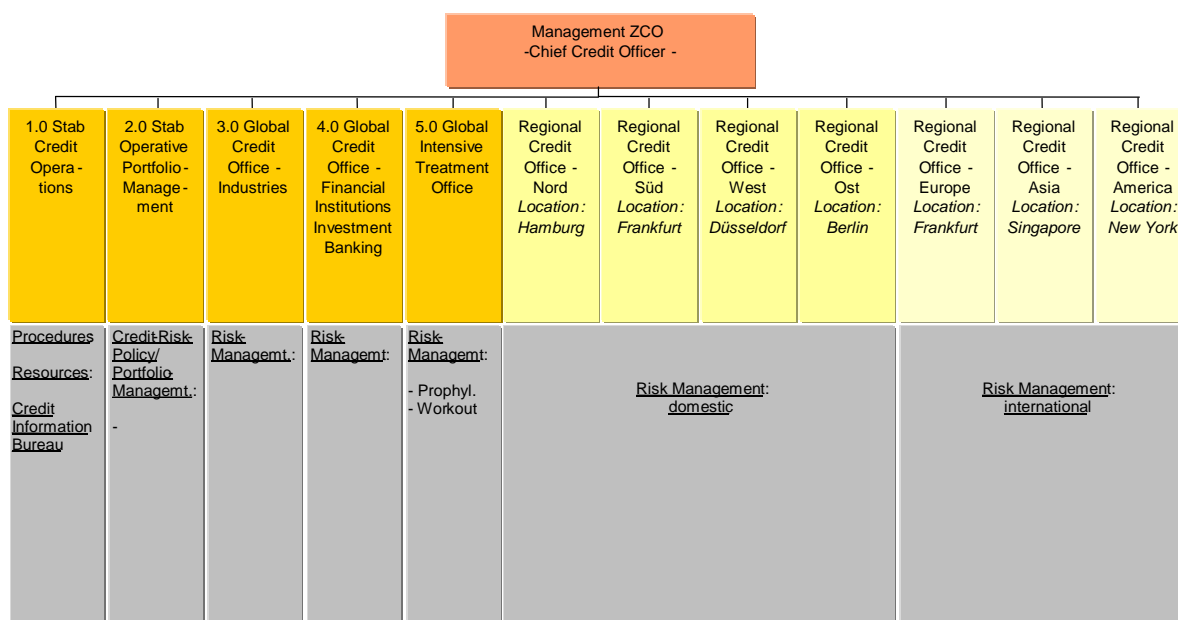 Management ZCO
-Chief Credit Officer -
1.0 Stab
Credit
Opera-
tions
2.0 Stab
Operative
Portfolio-
Manage-
ment
3.0 Global
Credit
Office -
Industries
4.0 Global
Credit
Office -
Financial
Institutions
Investment
Banking
5.0 Global
Intensive
Treatment
Office
Regional
Credit
Office -
Nord
Location:
Hamburg
Regional
Credit
Office -
Süd
Location:
Frankfurt
Regional
Credit
Office -
West
Location:
Düsseldorf
Regional
Credit
Office -
Ost
Location:
Berlin
Regional
Credit
Office -
Europe
Location:
Frankfurt
Regional
Credit
Office -
Asia
Location:
Singapore
Regional
Credit
Office -
America
Location:
New York
Procedures
Resources:
Credit
Information
Bureau
Credit-Risk-
Policy/
Portfolio-
Managemt.:
-
Risk-
Managemt.:
Risk-
Managemt:
Risk-
Managemt:
- Prophyl.
- Workout
Risk Management:
domestic
Risk Management:
international